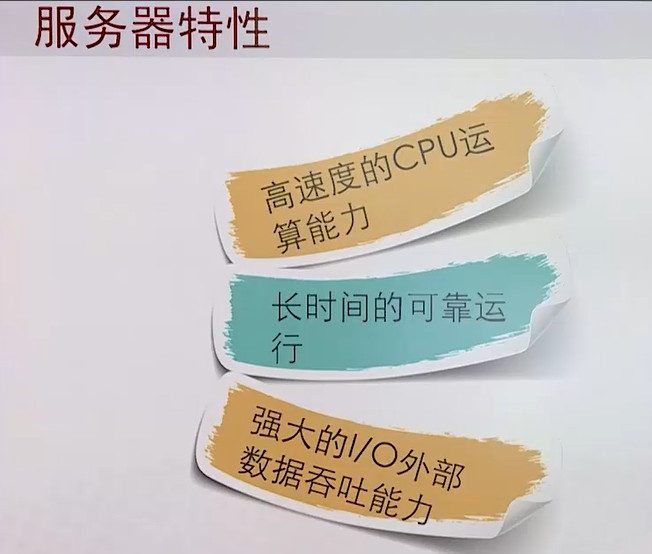 服务器特性
高速度的CPU运
算能力
长时间的可靠运
行
强大的I/O外部
数据吞吐能力